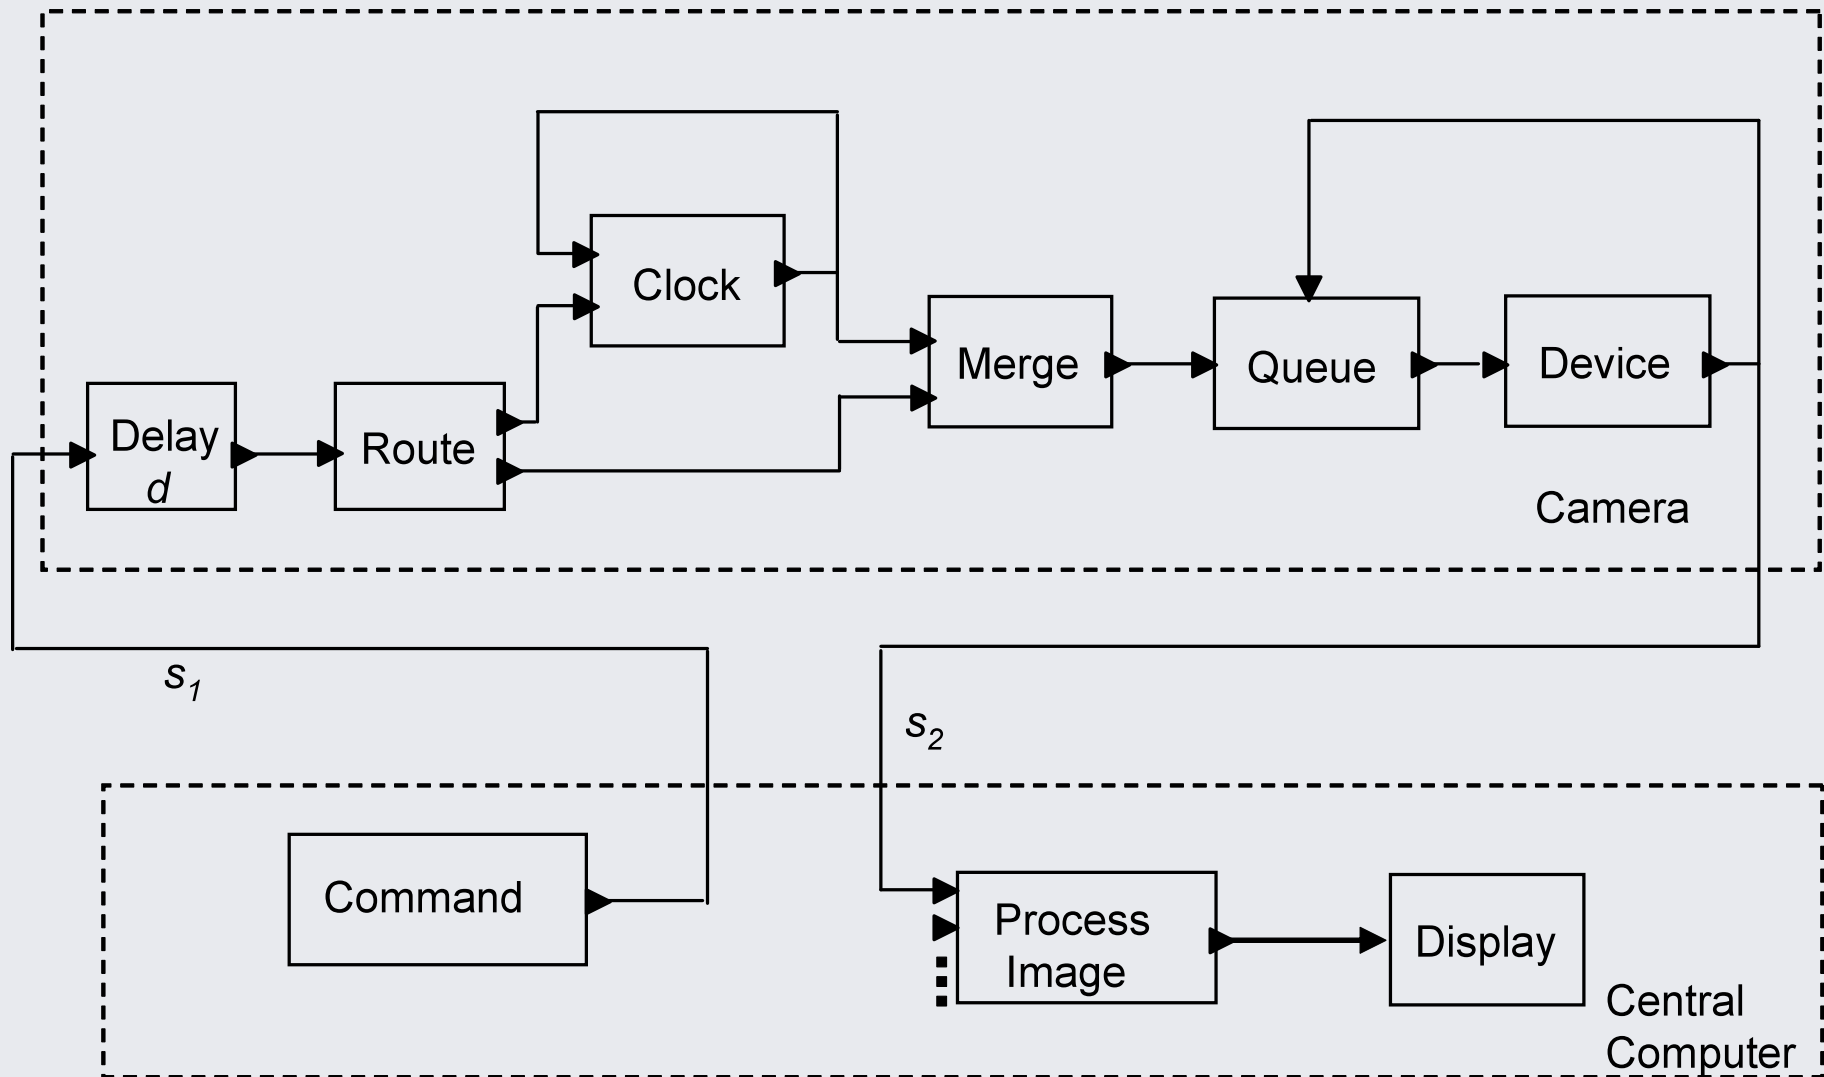 Clock
Merge
Queue
Device
Delay
d
Route
Camera
s1
s2
Command
Process
Image
Display
Central
Computer